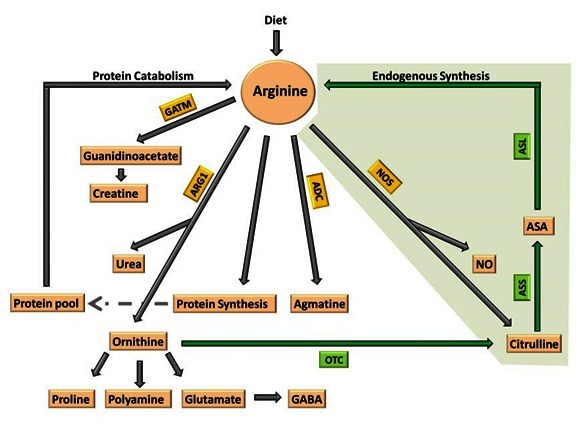 Diet
Protein Catabolism
Endogenous Synthesis
Arginine
GATM
Guanidinoacetate
Creatine
ARG1
ADC
NOS
ASL
ASA
Urea
NO
ASS
Protein pool
Protein Synthesis
Agmatine
Ornithine
OTC
Citrulline
Proline
Polyamine
Glutamate
GABA